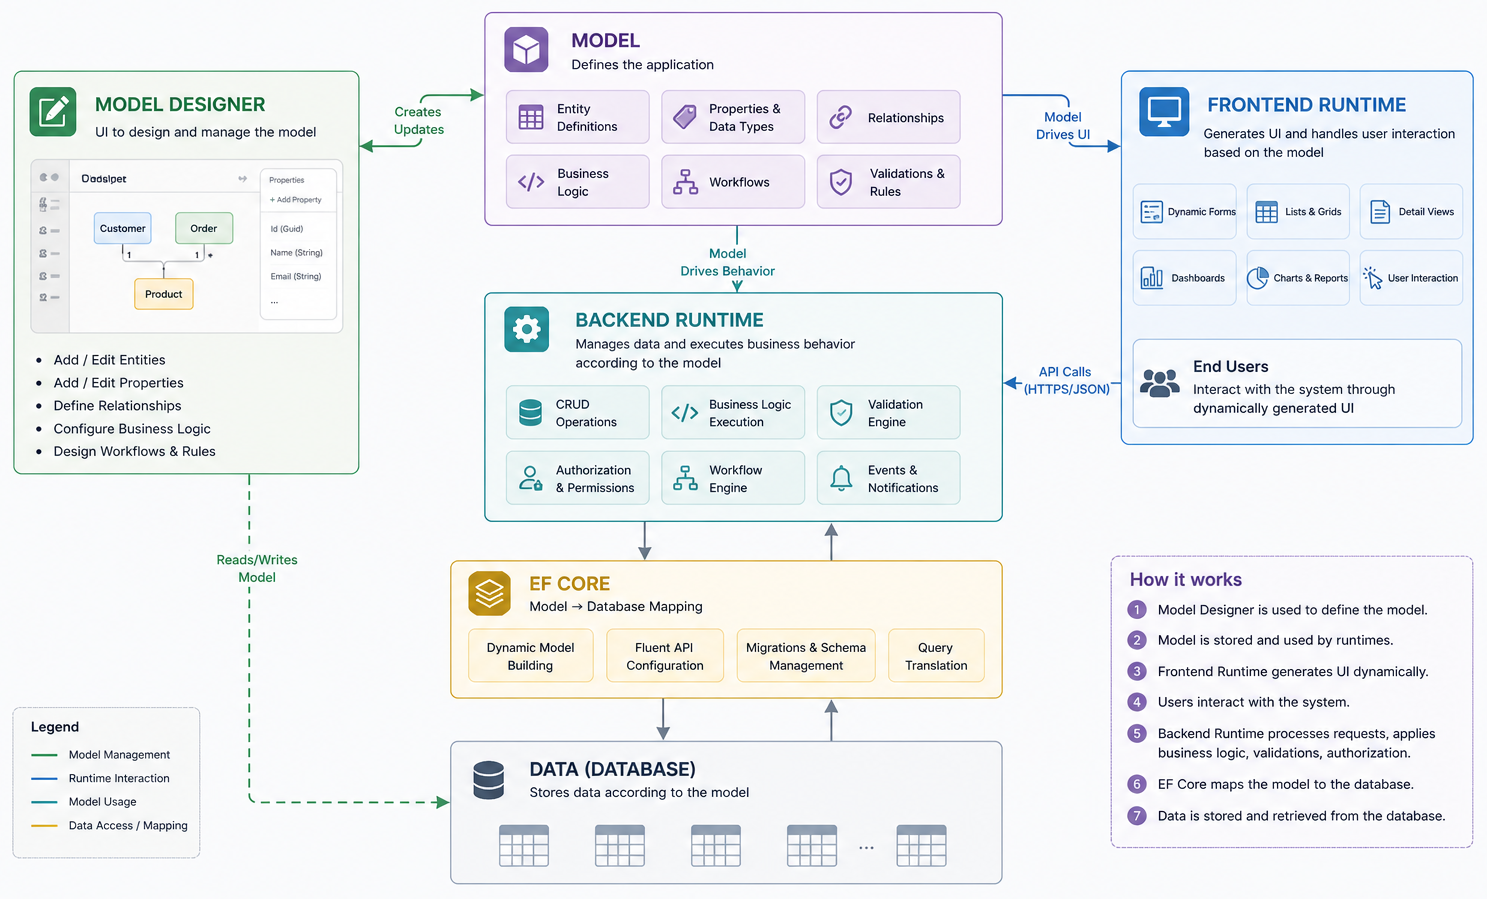 MODEL
Defines the application
Entity
Definitions
Properties &
Data Types
Relationships
Business
Logic
Workflows
Validations &
Rules
Creates
Updates
Model
Drives UI
Model
Drives Behavior
MODEL DESIGNER
UI to design and manage the model
Dødslpet
Properties
+ Add Property
Customer
Order
Id (Guid)
Name (String)
1
1
*
Email (String)
Product
...
• Add / Edit Entities
• Add / Edit Properties
• Define Relationships
• Configure Business Logic
• Design Workflows & Rules
Reads/Writes
Model
FRONTEND RUNTIME
Generates UI and handles user interaction
based on the model
Dynamic Forms
Lists & Grids
Detail Views
Dashboards
Charts & Reports
User Interaction
End Users
Interact with the system through
dynamically generated UI
API Calls
(HTTPS/JSON)
BACKEND RUNTIME
Manages data and executes business behavior
according to the model
CRUD
Operations
Business Logic
Execution
Validation
Engine
Authorization
& Permissions
Workflow
Engine
Events &
Notifications
EF CORE
Model → Database Mapping
Dynamic Model
Building
Fluent API
Configuration
Migrations & Schema
Management
Query
Translation
DATA (DATABASE)
Stores data according to the model
...
Legend
Model Management
Runtime Interaction
Model Usage
Data Access / Mapping
How it works
1 Model Designer is used to define the model.
2 Model is stored and used by runtimes.
3 Frontend Runtime generates UI dynamically.
4 Users interact with the system.
5 Backend Runtime processes requests, applies
business logic, validations, authorization.
6 EF Core maps the model to the database.
7 Data is stored and retrieved from the database.